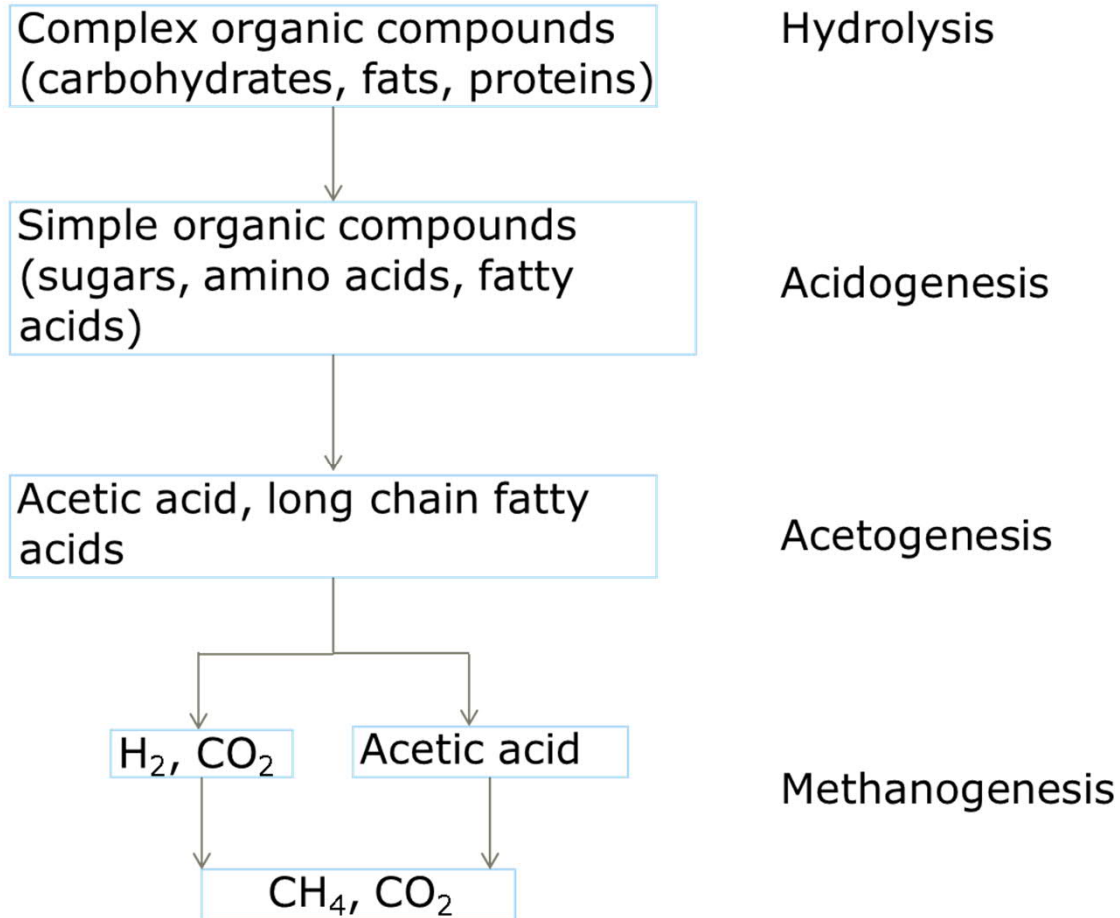 Complex organic compounds
(carbohydrates, fats, proteins)
Hydrolysis
Simple organic compounds
(sugars, amino acids, fatty
acids)
Acidogenesis
Acetic acid, long chain fatty
acids
Acetogenesis
H₂, CO₂
Acetic acid
Methanogenesis
CH₄, CO₂